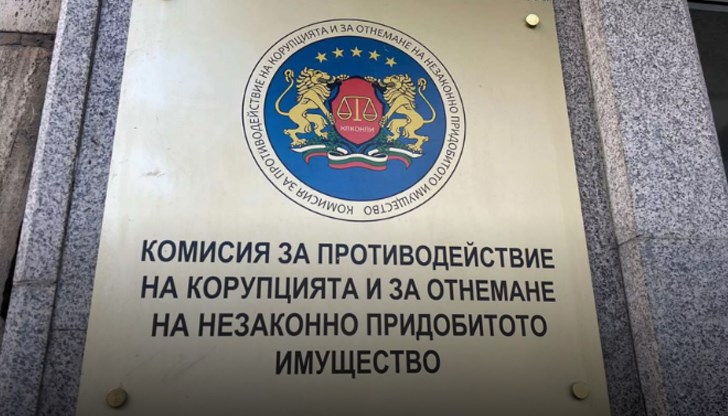 КОМИСИЯ ЗА ПРОТИВОДЕЙСТВИЕ НА КОРУПЦИЯТА И ЗА ОТНЕМАНЕ НА НЕЗАКОННО ПРИДОБИТОТО ИМУЩЕСТВО
КПКОНПИ
КОМИСИЯ ЗА ПРОТИВОДЕЙСТВИЕ
НА КОРУПЦИЯТА И ЗА ОТНЕМАНЕ
НА НЕЗАКОННО ПРИДОБИТОТО
ИМУЩЕСТВО